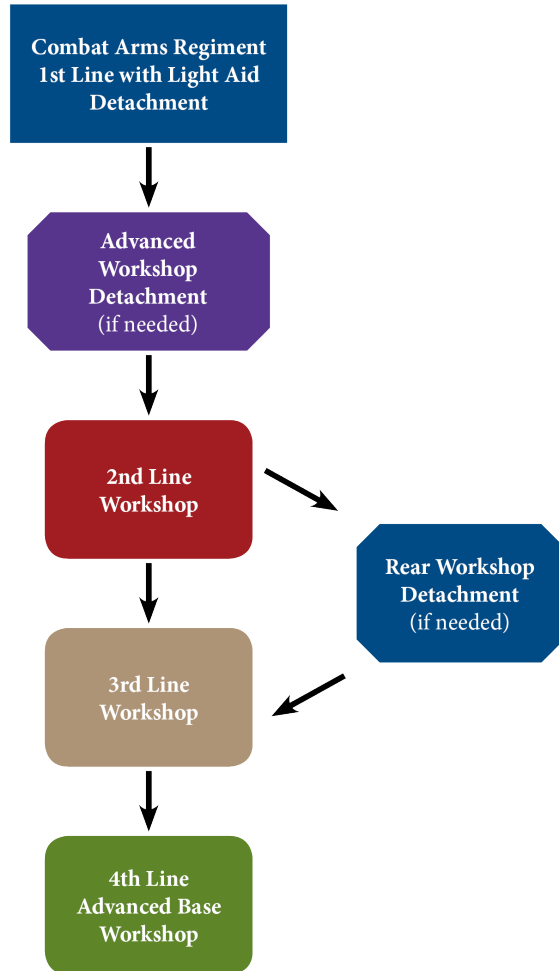 Combat Arms Regiment
1st Line with Light Aid
Detachment
Advanced
Workshop
Detachment
(if needed)
2nd Line
Workshop
Rear Workshop
Detachment
(if needed)
3rd Line
Workshop
4th Line
Advanced Base
Workshop